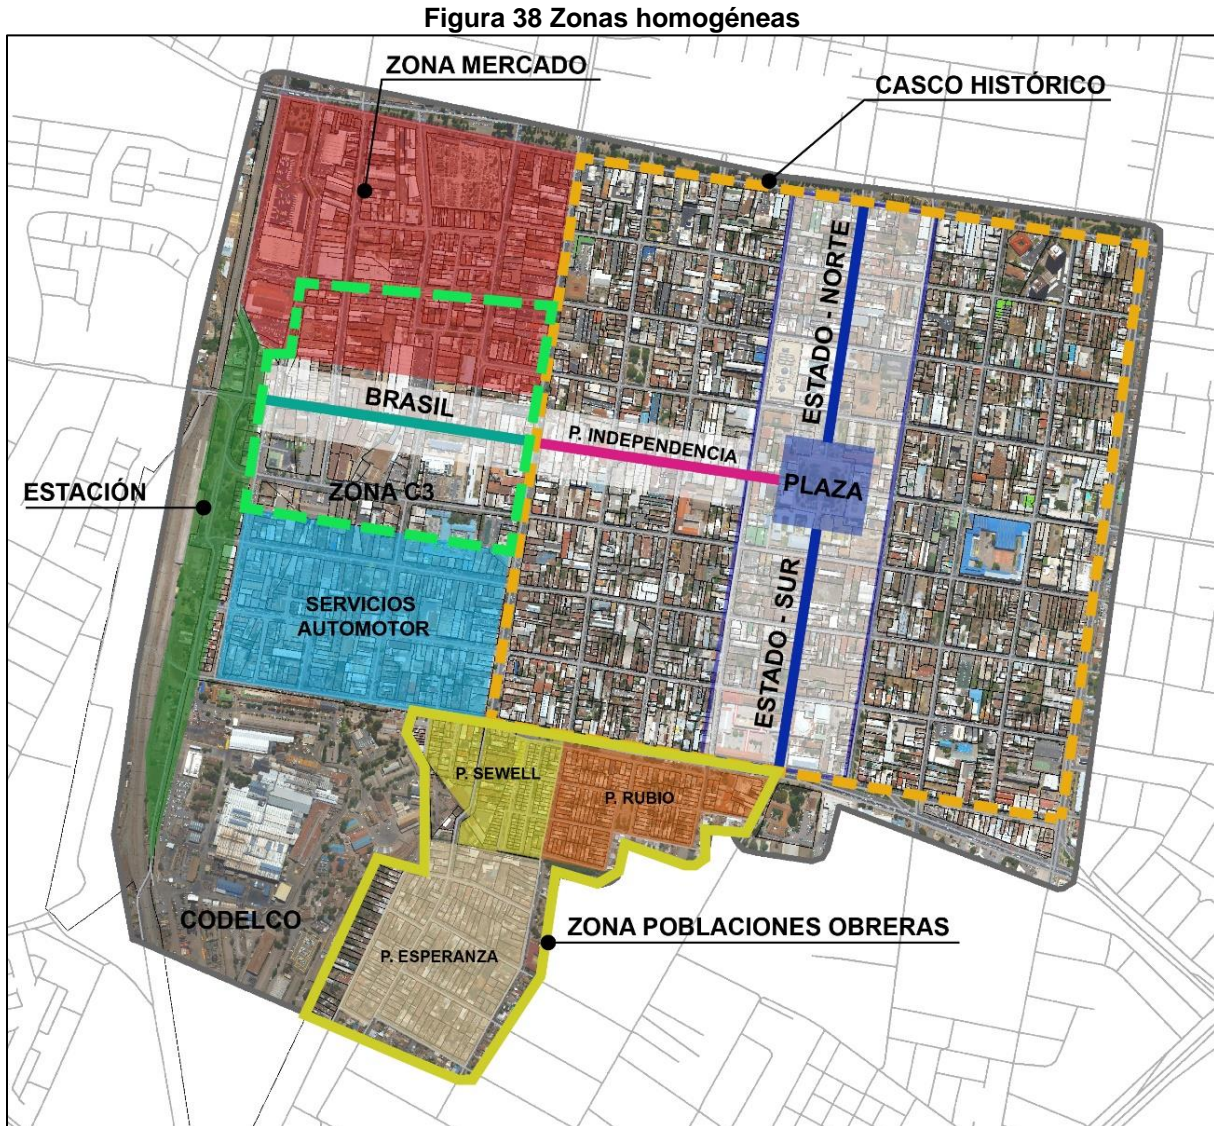 Figura 38 Zonas homogéneas
ZONA MERCADO
CASCO HISTÓRICO
ESTADO - NORTE
BRASIL
P. INDEPENDENCIA
PLAZA
ESTACIÓN
ZONA C3
ESTADO - SUR
SERVICIOS
AUTOMOTOR
P. SEWELL
P. RUBIO
CODELCO
ZONA POBLACIONES OBRERAS
P. ESPERANZA